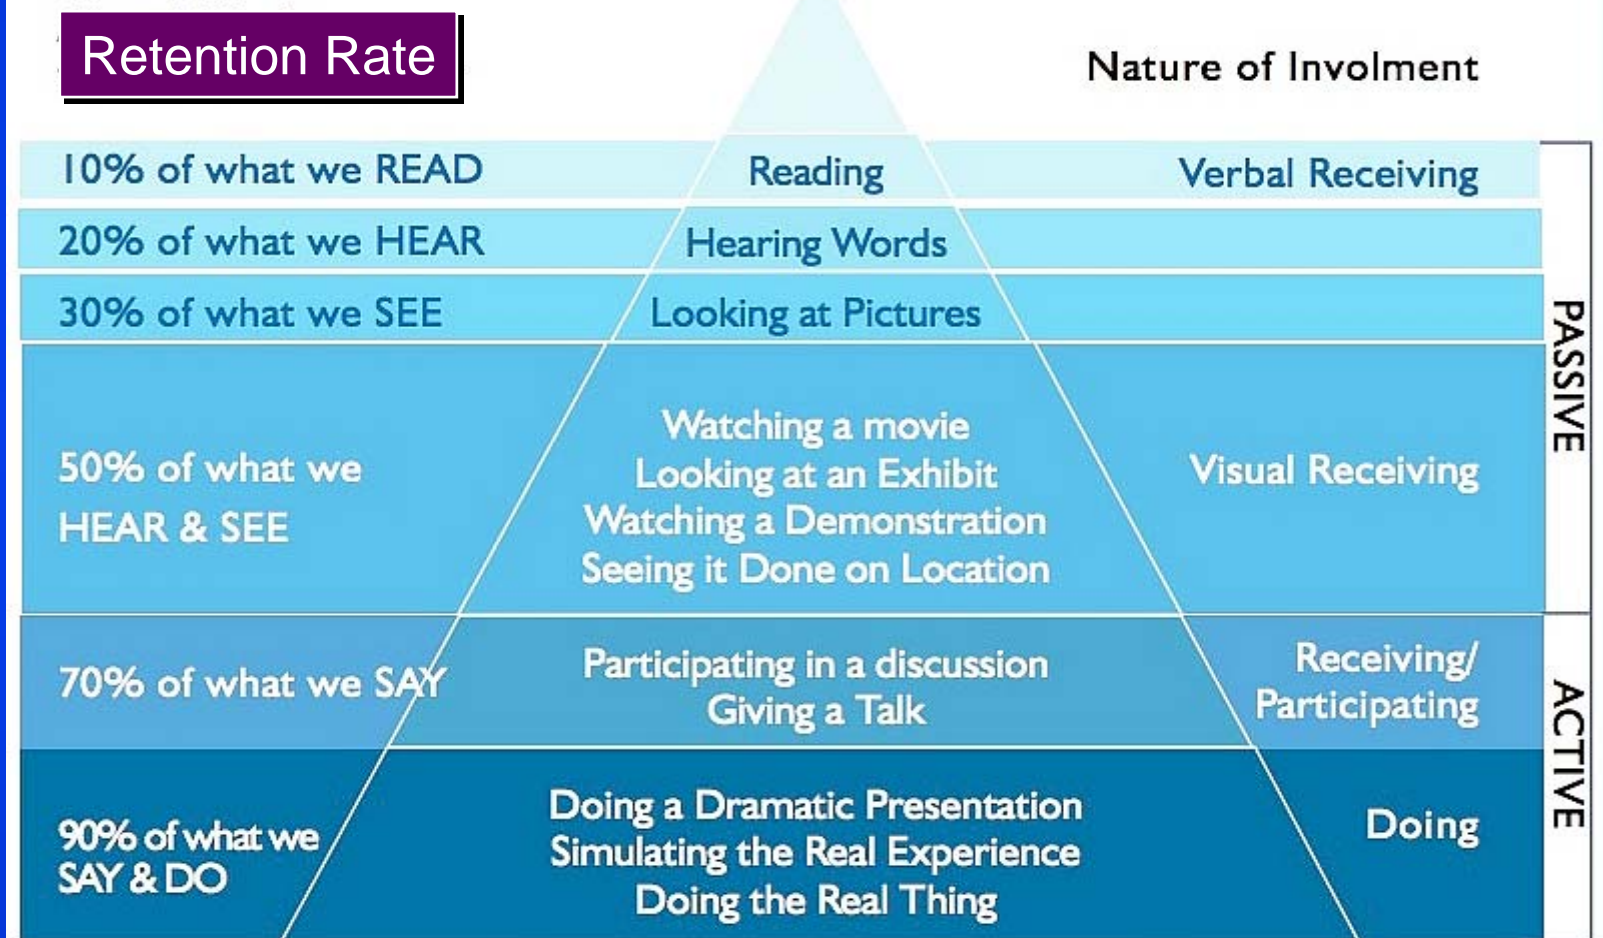 Retention Rate
Nature of Involment
10% of what we READ
Reading
Verbal Receiving
20% of what we HEAR
Hearing Words
30% of what we SEE
Looking at Pictures
50% of what we
HEAR & SEE
Watching a movie
Looking at an Exhibit
Watching a Demonstration
Seeing it Done on Location
Visual Receiving
PASSIVE
70% of what we SAY
Participating in a discussion
Giving a Talk
Receiving/
Participating
90% of what we
SAY & DO
Doing a Dramatic Presentation
Simulating the Real Experience
Doing the Real Thing
Doing
ACTIVE